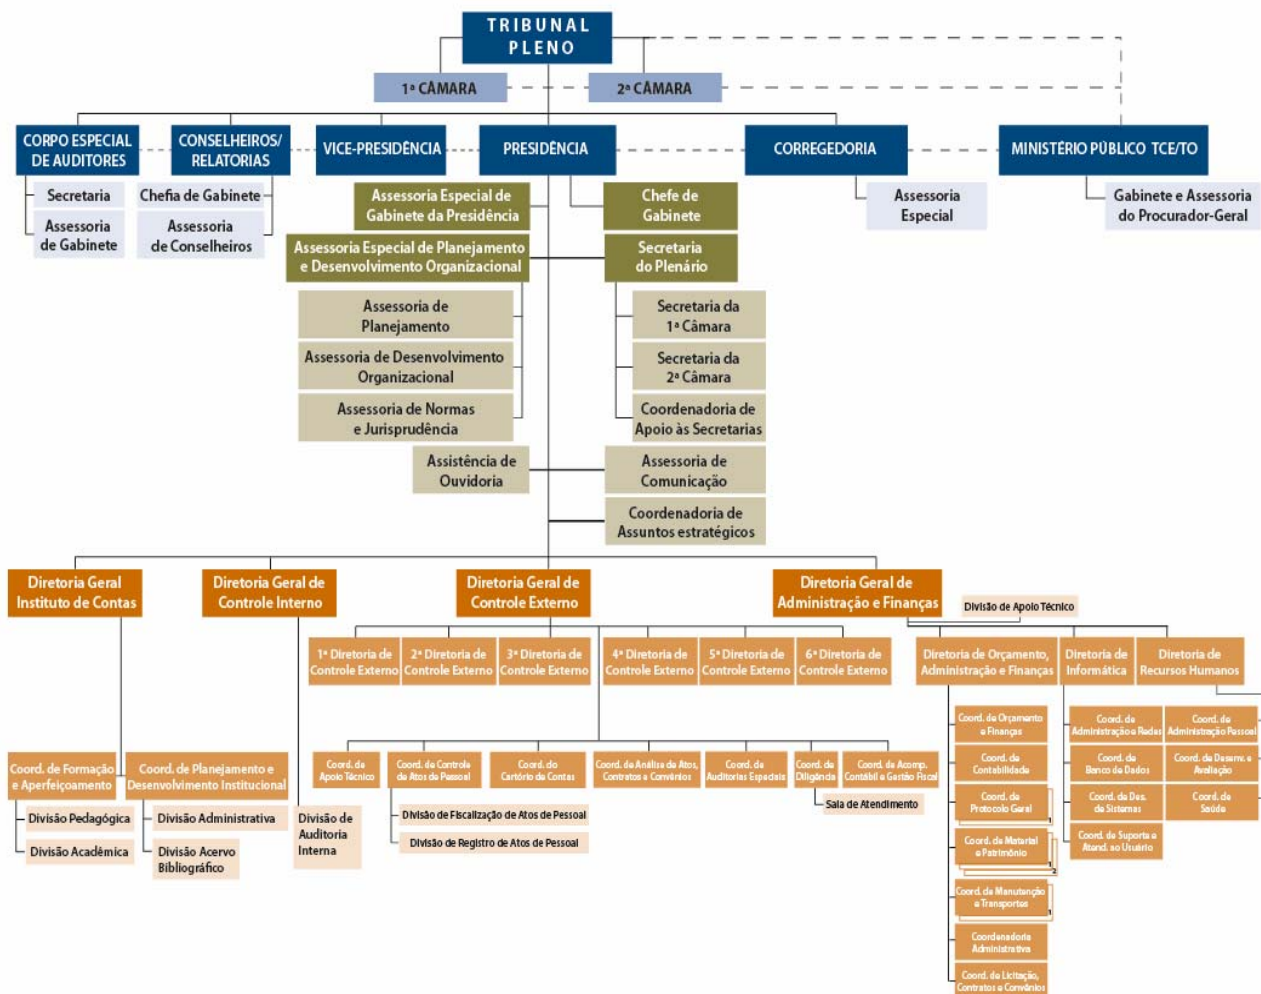 TRIBUNAL
PLENO
1ª CÂMARA
2ª CÂMARA
CORPO ESPECIAL
DE AUDITORES
CONSELHEIROS/
RELATORIAS
VICE-PRESIDÊNCIA
PRESIDÊNCIA
CORREGEDORIA
MINISTÉRIO PÚBLICO TCE/TO
Secretaria
Assessoria
de Gabinete
Chefia de Gabinete
Assessoria
de Conselheiros
Assessoria Especial de
Gabinete da Presidência
Chefe de
Gabinete
Assessoria
Especial
Gabinete e Assessoria
do Procurador-Geral
Assessoria Especial de Planejamento
e Desenvolvimento Organizacional
Secretaria
do Plenário
Assessoria de
Planejamento
Secretaria da
1ª Câmara
Assessoria de Desenvolvimento
Organizacional
Secretaria da
2ª Câmara
Assessoria de Normas
e Jurisprudência
Coordenadoria de
Apoio às Secretarias
Assistência de
Ouvidoria
Assessoria de
Comunicação
Coordenadoria de
Assuntos estratégicos
Diretoria Geral
Instituto de Contas
Diretoria Geral de
Controle Interno
Diretoria Geral de
Controle Externo
Diretoria Geral de
Administração e Finanças
Divisão de Apoio Técnico
1ª Diretoria de
Controle Externo
2ª Diretoria de
Controle Externo
3ª Diretoria de
Controle Externo
4ª Diretoria de
Controle Externo
5ª Diretoria de
Controle Externo
6ª Diretoria de
Controle Externo
Diretoria de Orçamento,
Administração e Finanças
Diretoria de
Informática
Diretoria de
Recursos Humanos
Coord. de Formação
e Aperfeiçoamento
Divisão Pedagógica
Divisão Acadêmica
Coord. de Planejamento e
Desenvolvimento Institucional
Divisão Administrativa
Divisão Acervo
Bibliográfico
Divisão de
Auditoria
Interna
Coord. de
Apoio Técnico
Coord. de Controle
de Atos de Pessoal
Coord. do
Cartório de Contas
Coord. de Análise de Atos,
Contratos e Convênios
Coord. de
Auditorias Especiais
Coord. de
Diligência
Coord. de Acomp.
Contábil e Gestão Fiscal
Divisão de Fiscalização de Atos de Pessoal
Divisão de Registro de Atos de Pessoal
Sala de Atendimento
Coord. de Orçamento
e Finanças
Coord. de
Contabilidade
Coord. de
Protocolo Geral
1
Coord. de Material
e Patrimônio
1
2
Coord. de Manutenção
e Transportes
1
Coordenadoria
Administrativa
Coord. de Licitação,
Contratos e Convênios
Coord. de
Administração e Redes
Coord. de
Banco de Dados
Coord. de Des.
de Sistemas
Coord. de Suporte e
Atend. ao Usuário
Coord. de
Administração Pessoal
Coord. de Desenv. e
Avaliação
Coord. de
Saúde